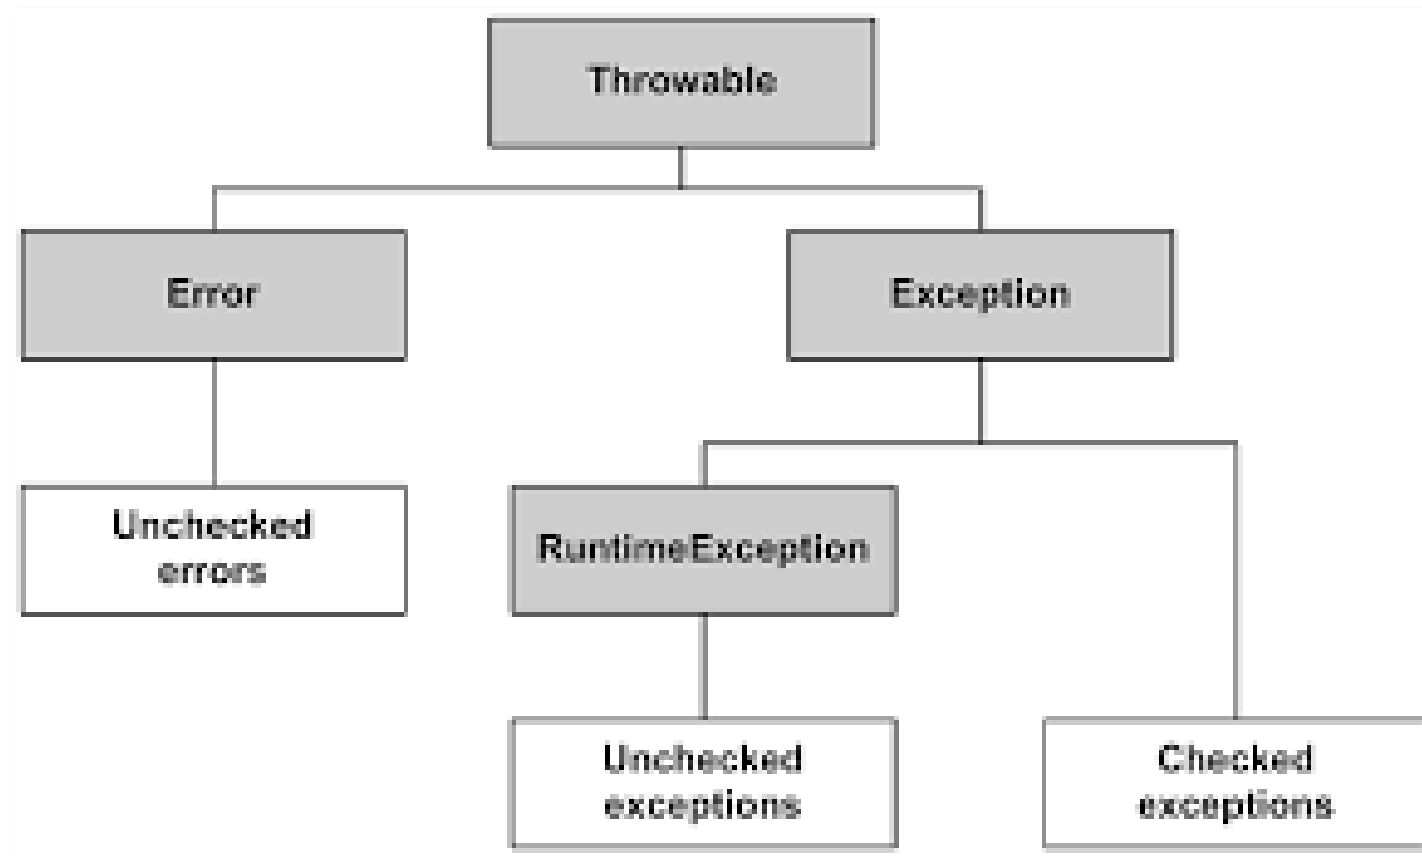 Throwable
Error
Exception
Unchecked
errors
RuntimeException
Unchecked
exceptions
Checked
exceptions